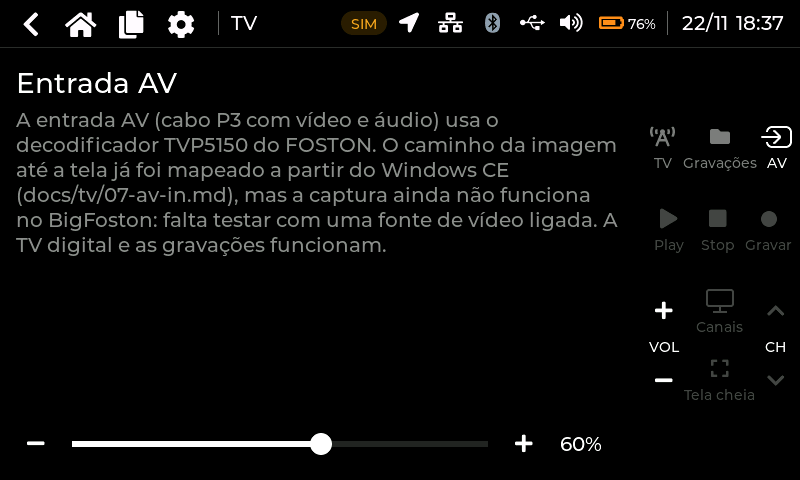 TV
SIM
76%
22/11 18:37
Entrada AV
A entrada AV (cabo P3 com vídeo e áudio) usa o
decodificador TVP5150 do FOSTON. O caminho da imagem
até a tela já foi mapeado a partir do Windows CE
(docs/tv/07-av-in.md), mas a captura ainda não funciona
no BigFoston: falta testar com uma fonte de vídeo ligada. A
TV digital e as gravações funcionam.
TV Gravações AV
Play Stop Gravar
Canais
VOL CH
Tela cheia
60%